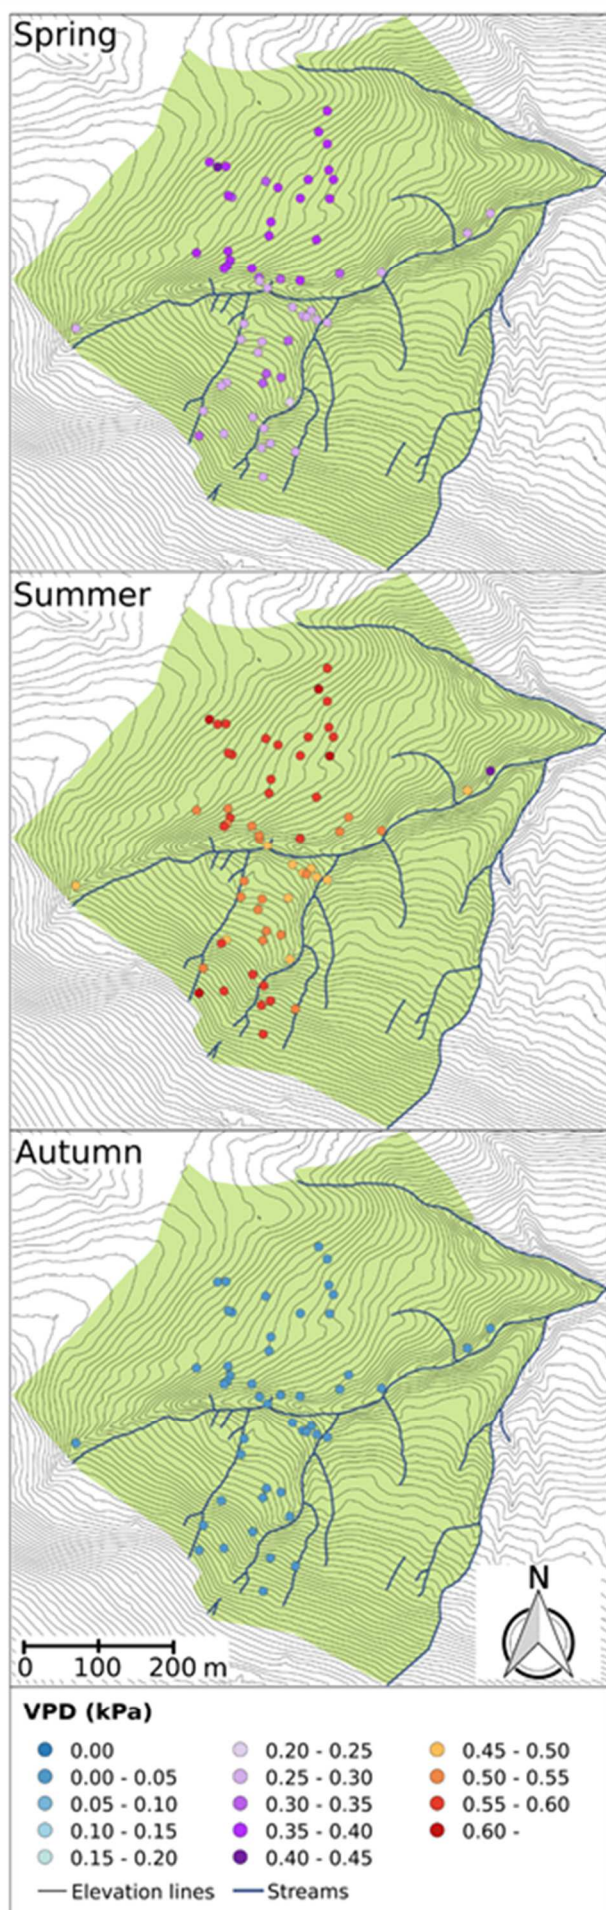 Spring
Summer
Autumn
N
0 100 200 m
VPD (kPa)
0.00 0.20 - 0.25 0.45 - 0.50
0.00 - 0.05 0.25 - 0.30 0.50 - 0.55
0.05 - 0.10 0.30 - 0.35 0.55 - 0.60
0.10 - 0.15 0.35 - 0.40 0.60 -
0.15 - 0.20 0.40 - 0.45
Elevation lines Streams